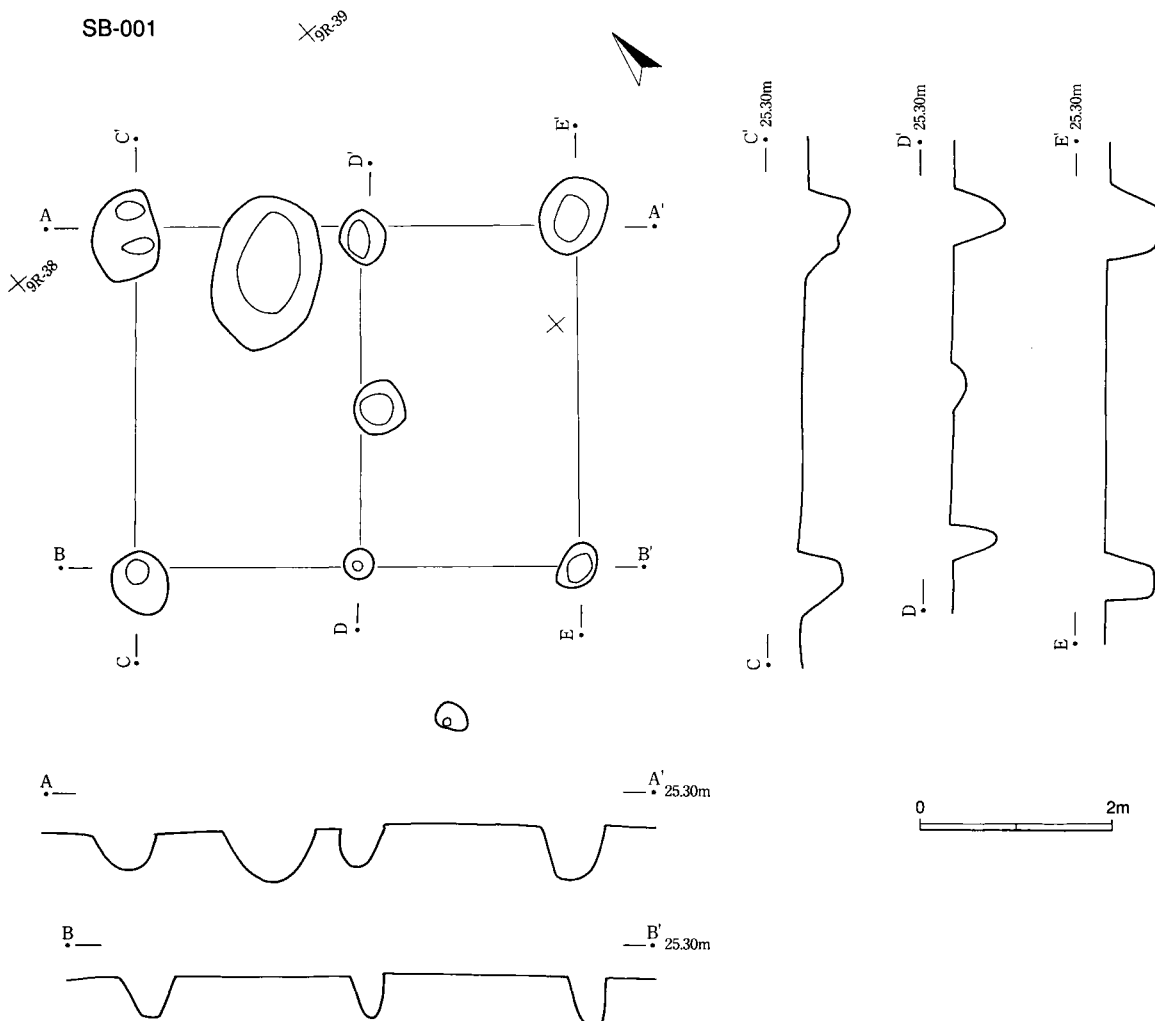 SB-001
9R-39
C'
D'
E'
A
A'
9R-38
B
B'
C
D
E
C' 25.30m
D' 25.30m
E' 25.30m
C
D
E
A
A' 25.30m
B
B' 25.30m
0 2m